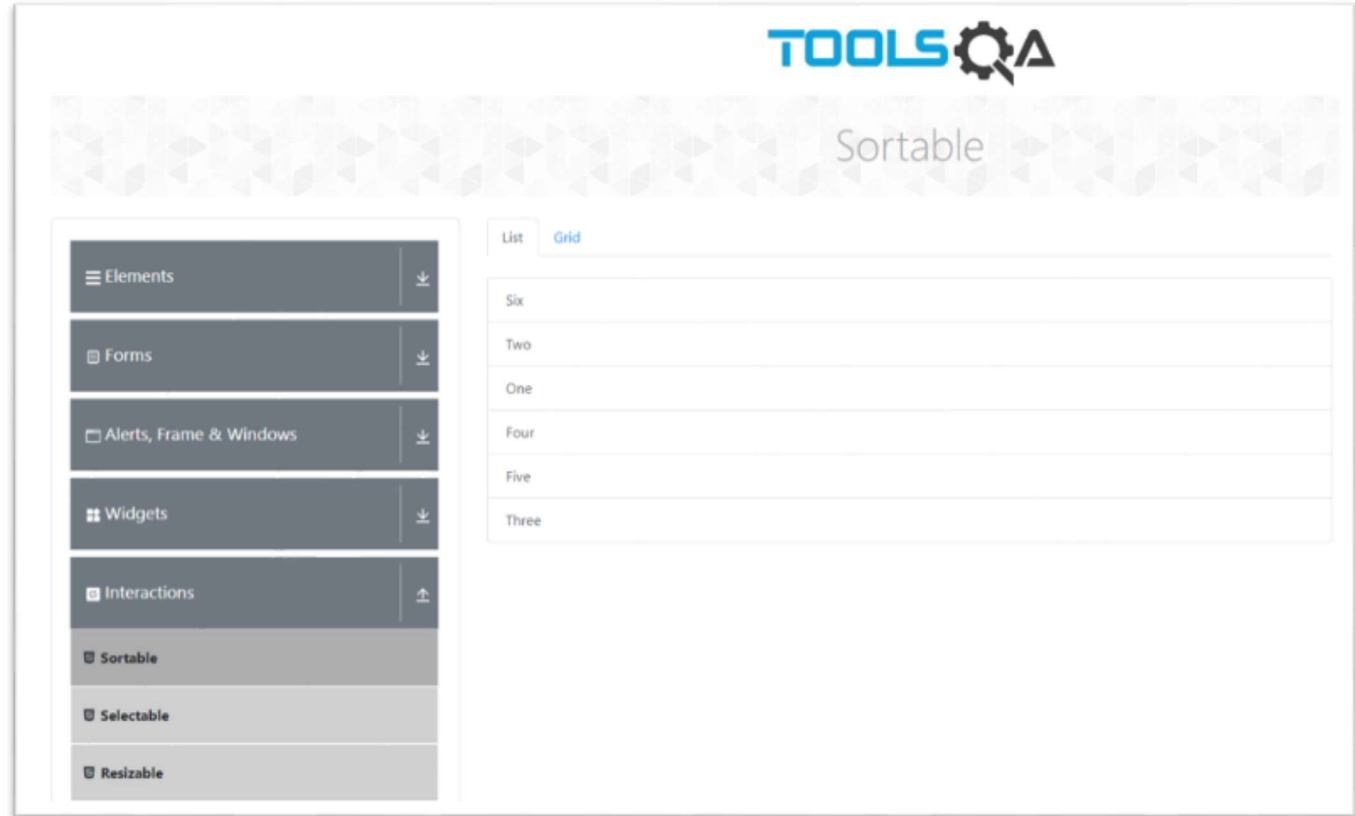 TOOLSQA
Sortable
Elements
Forms
Alerts, Frame & Windows
Widgets
Interactions
Sortable
Selectable
Resizable
List Grid
Six
Two
One
Four
Five
Three